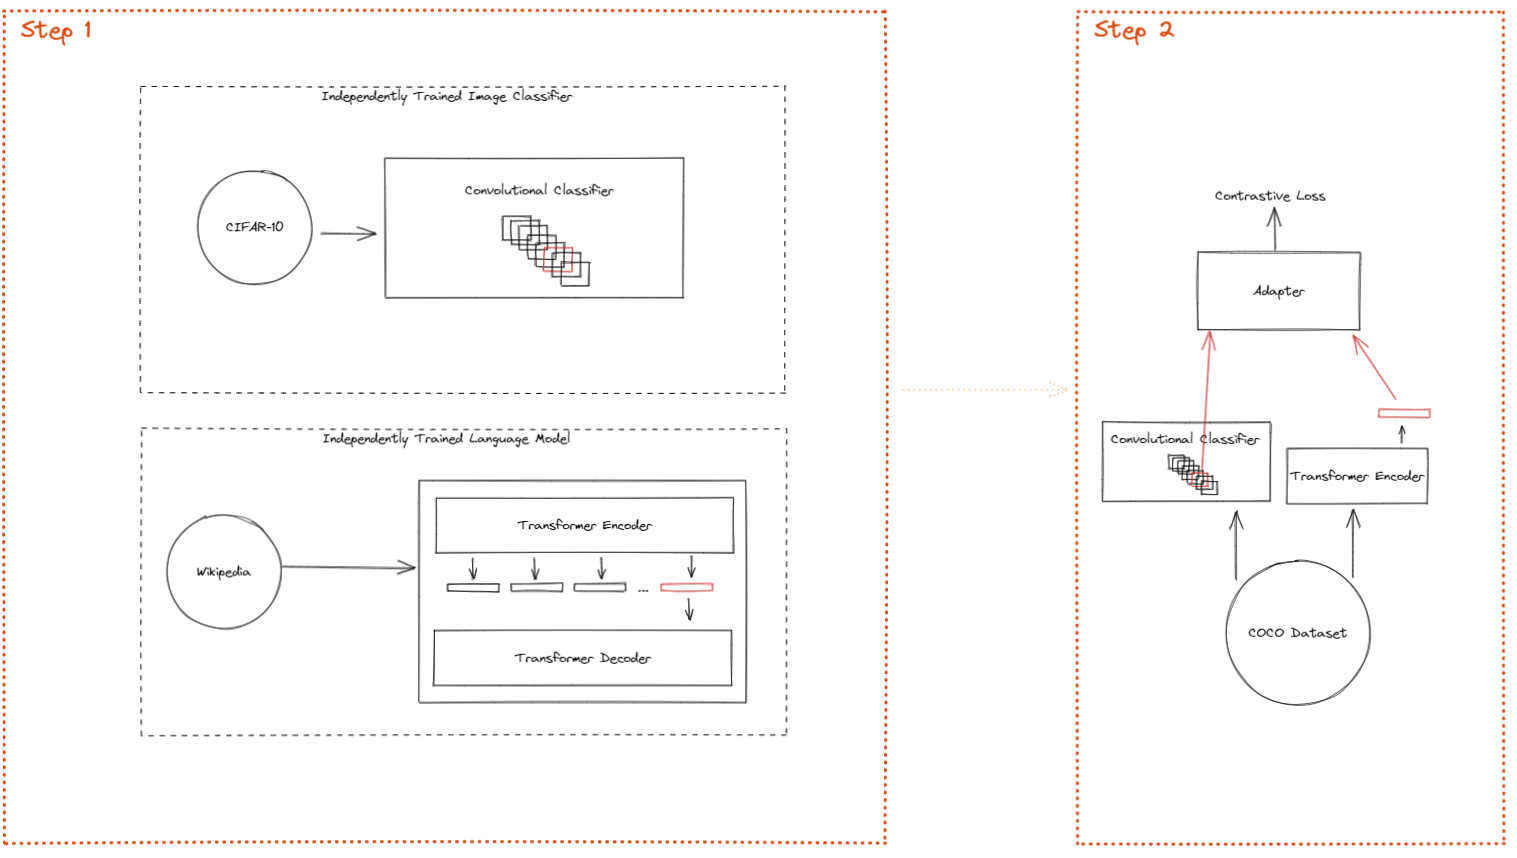 Step 1
Independently Trained Image Classifier
CIFAR-10
Convolutional Classifier
Independently Trained Language Model
Wikipedia
Transformer Encoder
...
Transformer Decoder
Step 2
Contrastive Loss
Adapter
Convolutional Classifier
Transformer Encoder
COCO Dataset